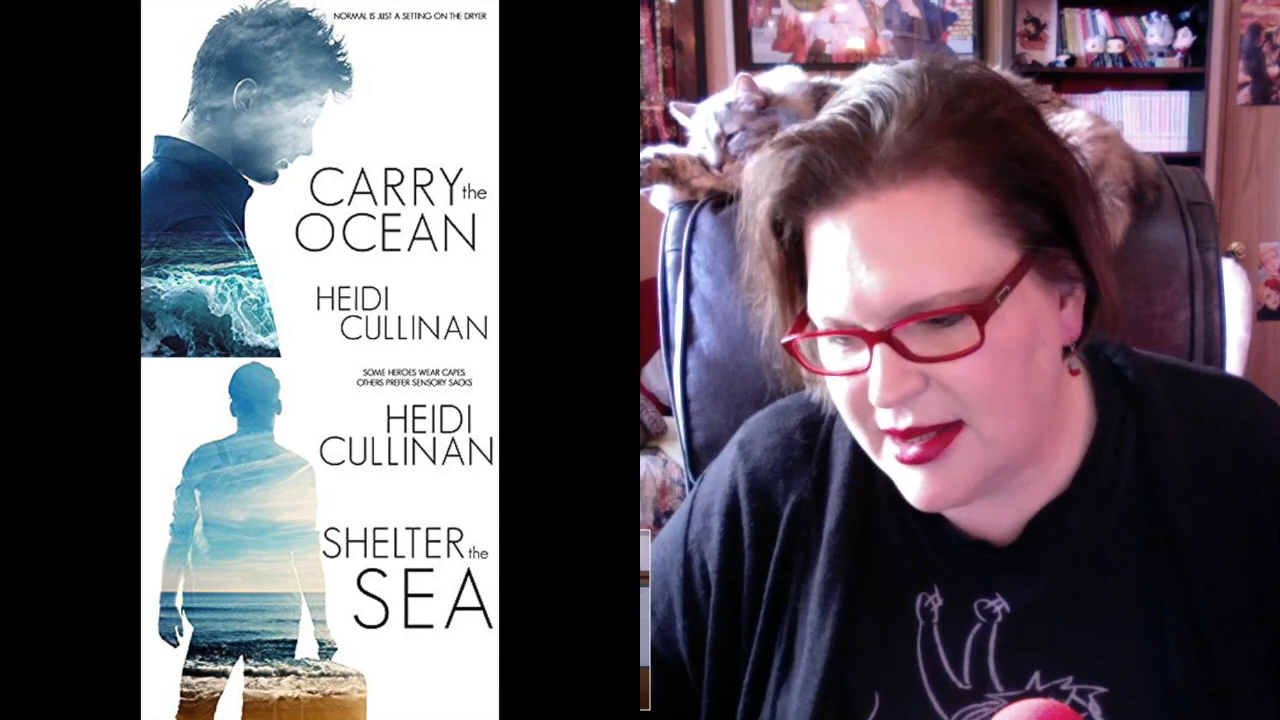 NORMAL IS JUST A SETTING ON THE DRYER
CARRY the
OCEAN
HEIDI
CULLINAN
SOME HEROES WEAR CAPES,
OTHERS PREFER SENSORY SACKS
HEIDI
CULLINAN
SHELTER the
SEA